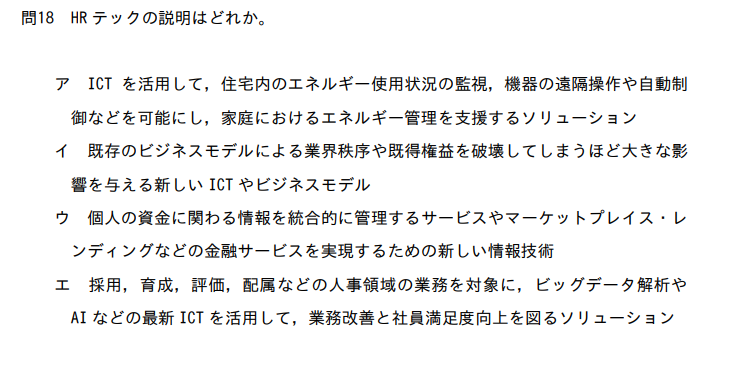 問18 HRテックの説明はどれか。
ア ICTを活用して，住宅内のエネルギー使用状況の監視，機器の遠隔操作や自動制
御などを可能にし，家庭におけるエネルギー管理を支援するソリューション
イ 既存のビジネスモデルによる業界秩序や既得権益を破壊してしまうほど大きな影
響を与える新しいICTやビジネスモデル
ウ 個人の資金に関わる情報を統合的に管理するサービスやマーケットプレイス・レ
ンディングなどの金融サービスを実現するための新しい情報技術
エ 採用，育成，評価，配属などの人事領域の業務を対象に，ビッグデータ解析や
AIなどの最新ICTを活用して，業務改善と社員満足度向上を図るソリューション